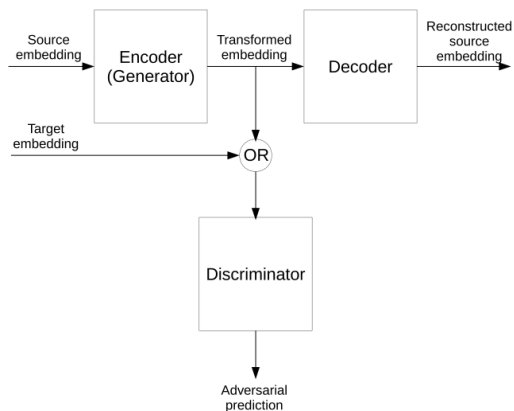 Source
embedding
Encoder
(Generator)
Transformed
embedding
Decoder
Reconstructed
source
embedding
Target
embedding
OR
Discriminator
Adversarial
prediction